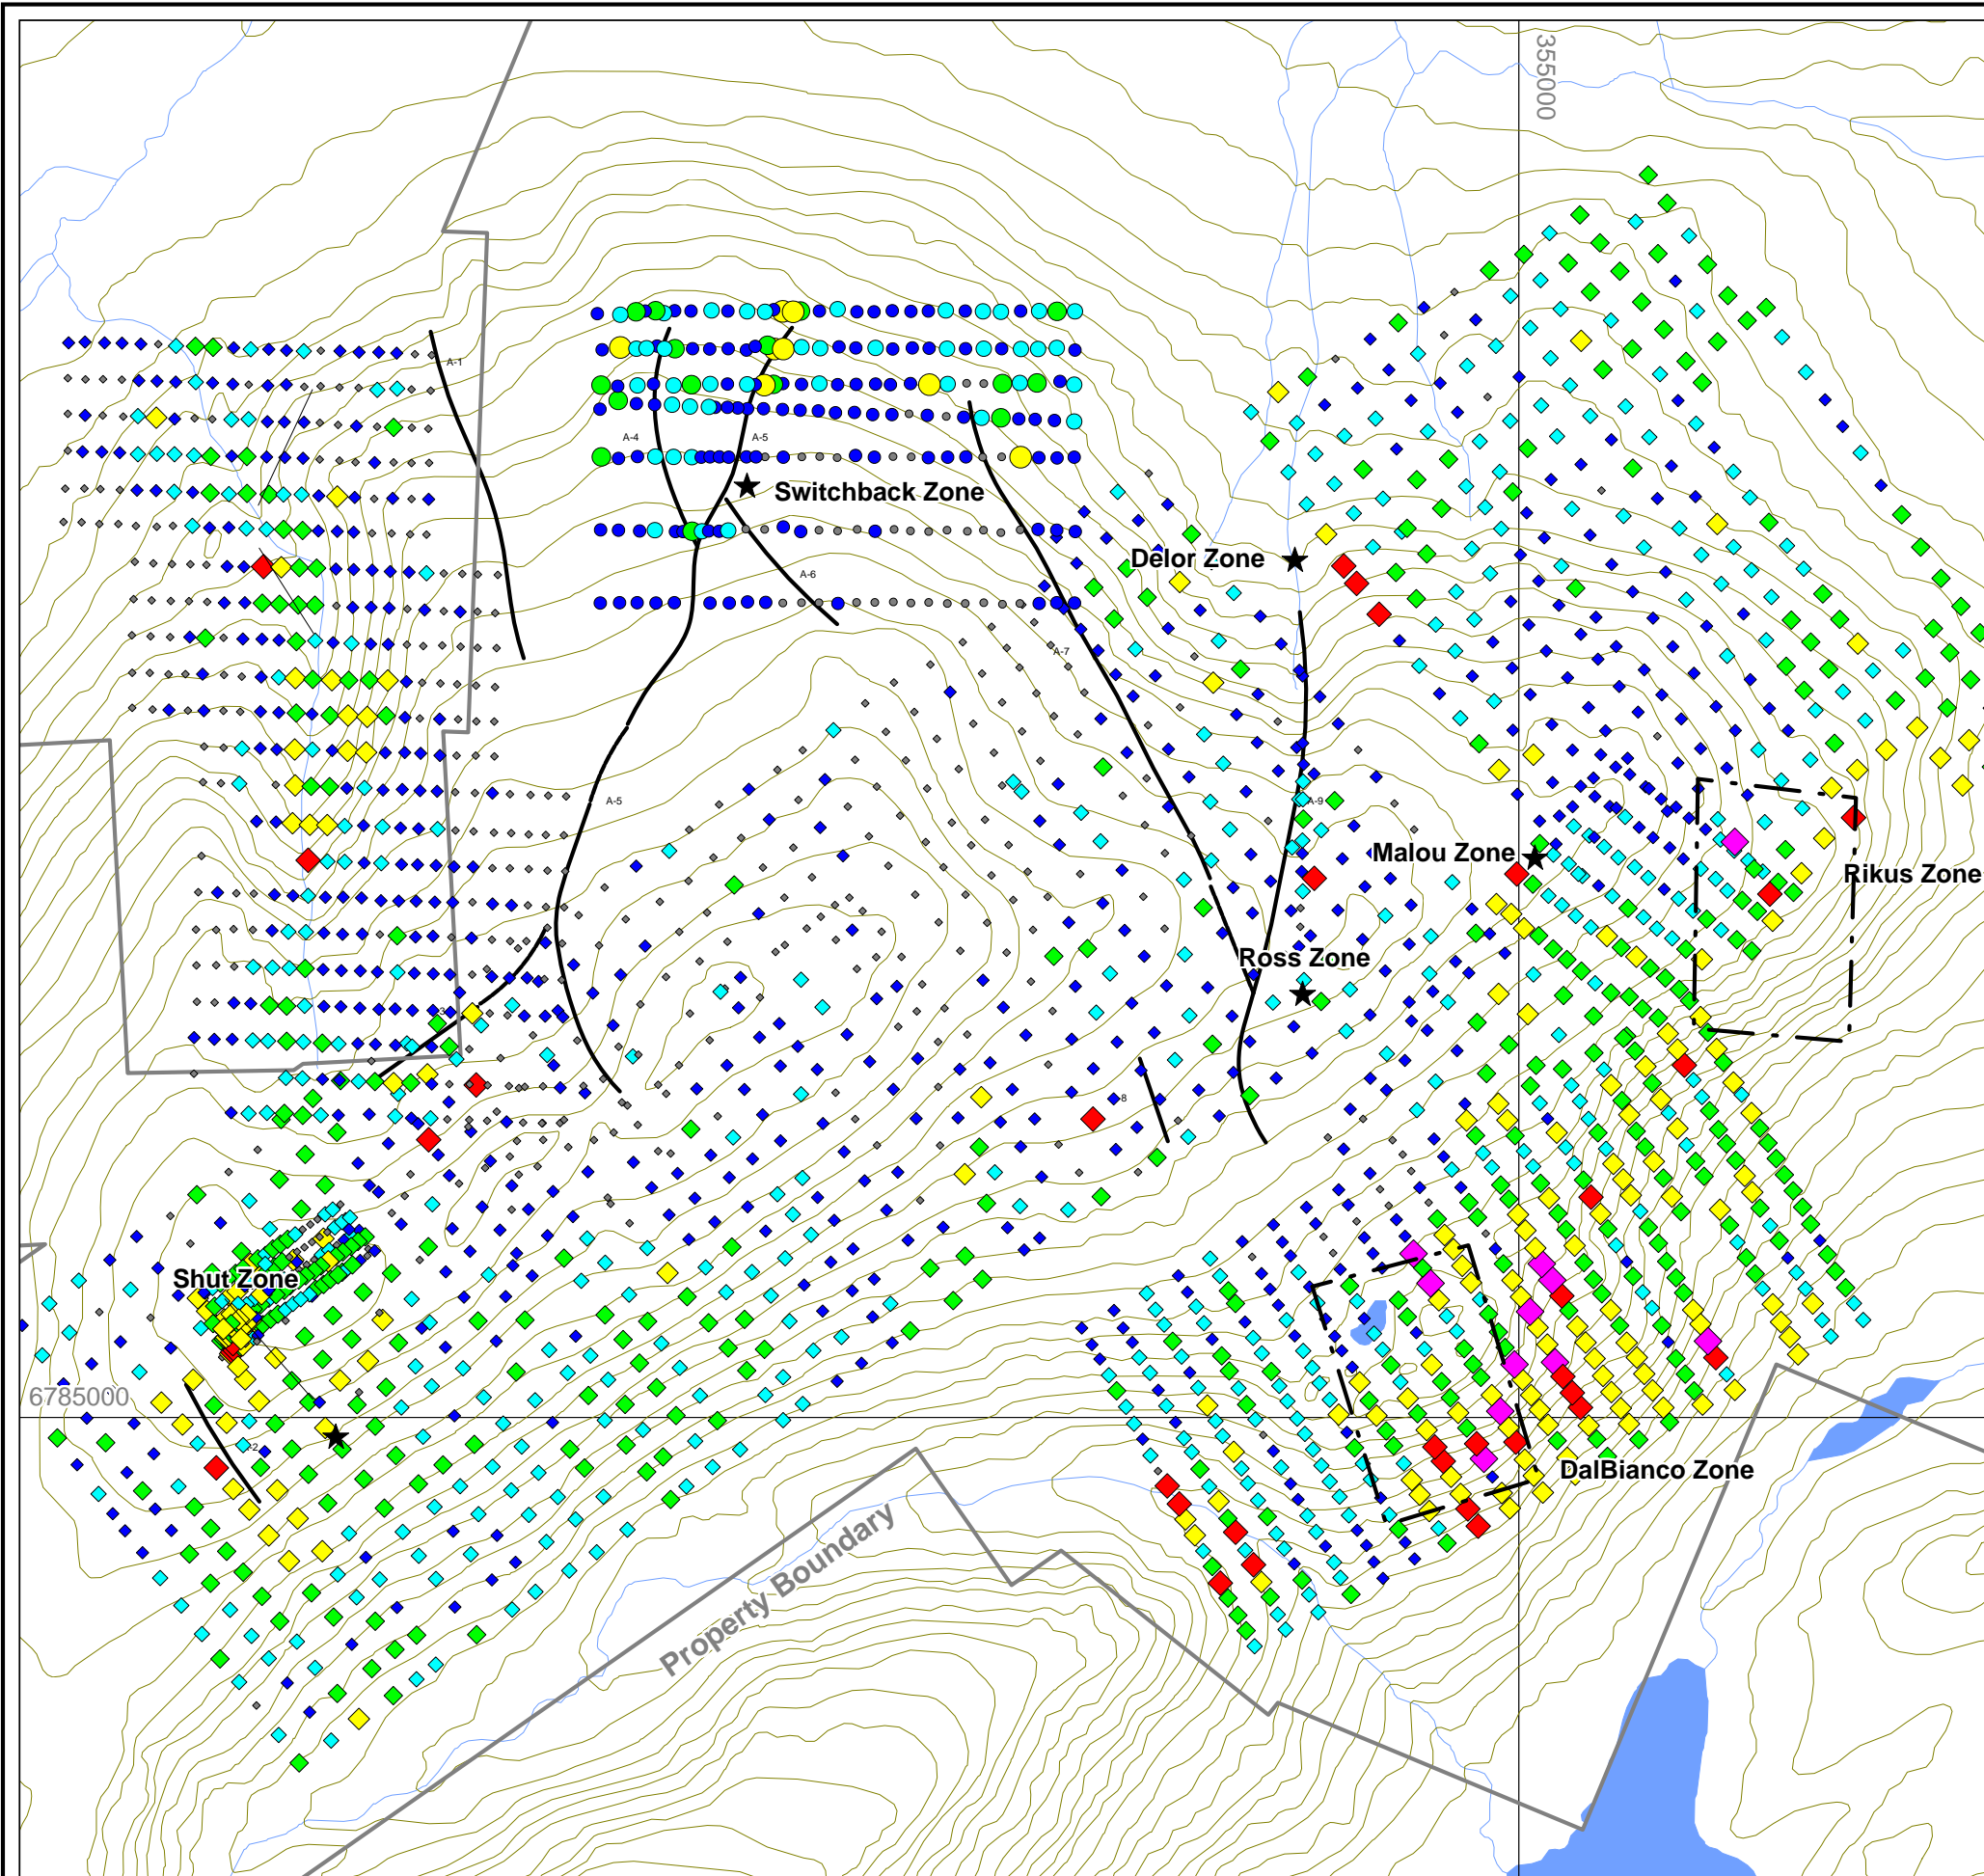 355000
A-1
A-4
A-5
Switchback Zone
Delor Zone
A-6
A-7
A-5
A-9
Malou Zone
Rikus Zone
Ross Zone
Shut Zone
6785000
DalBianco Zone
Property Boundary